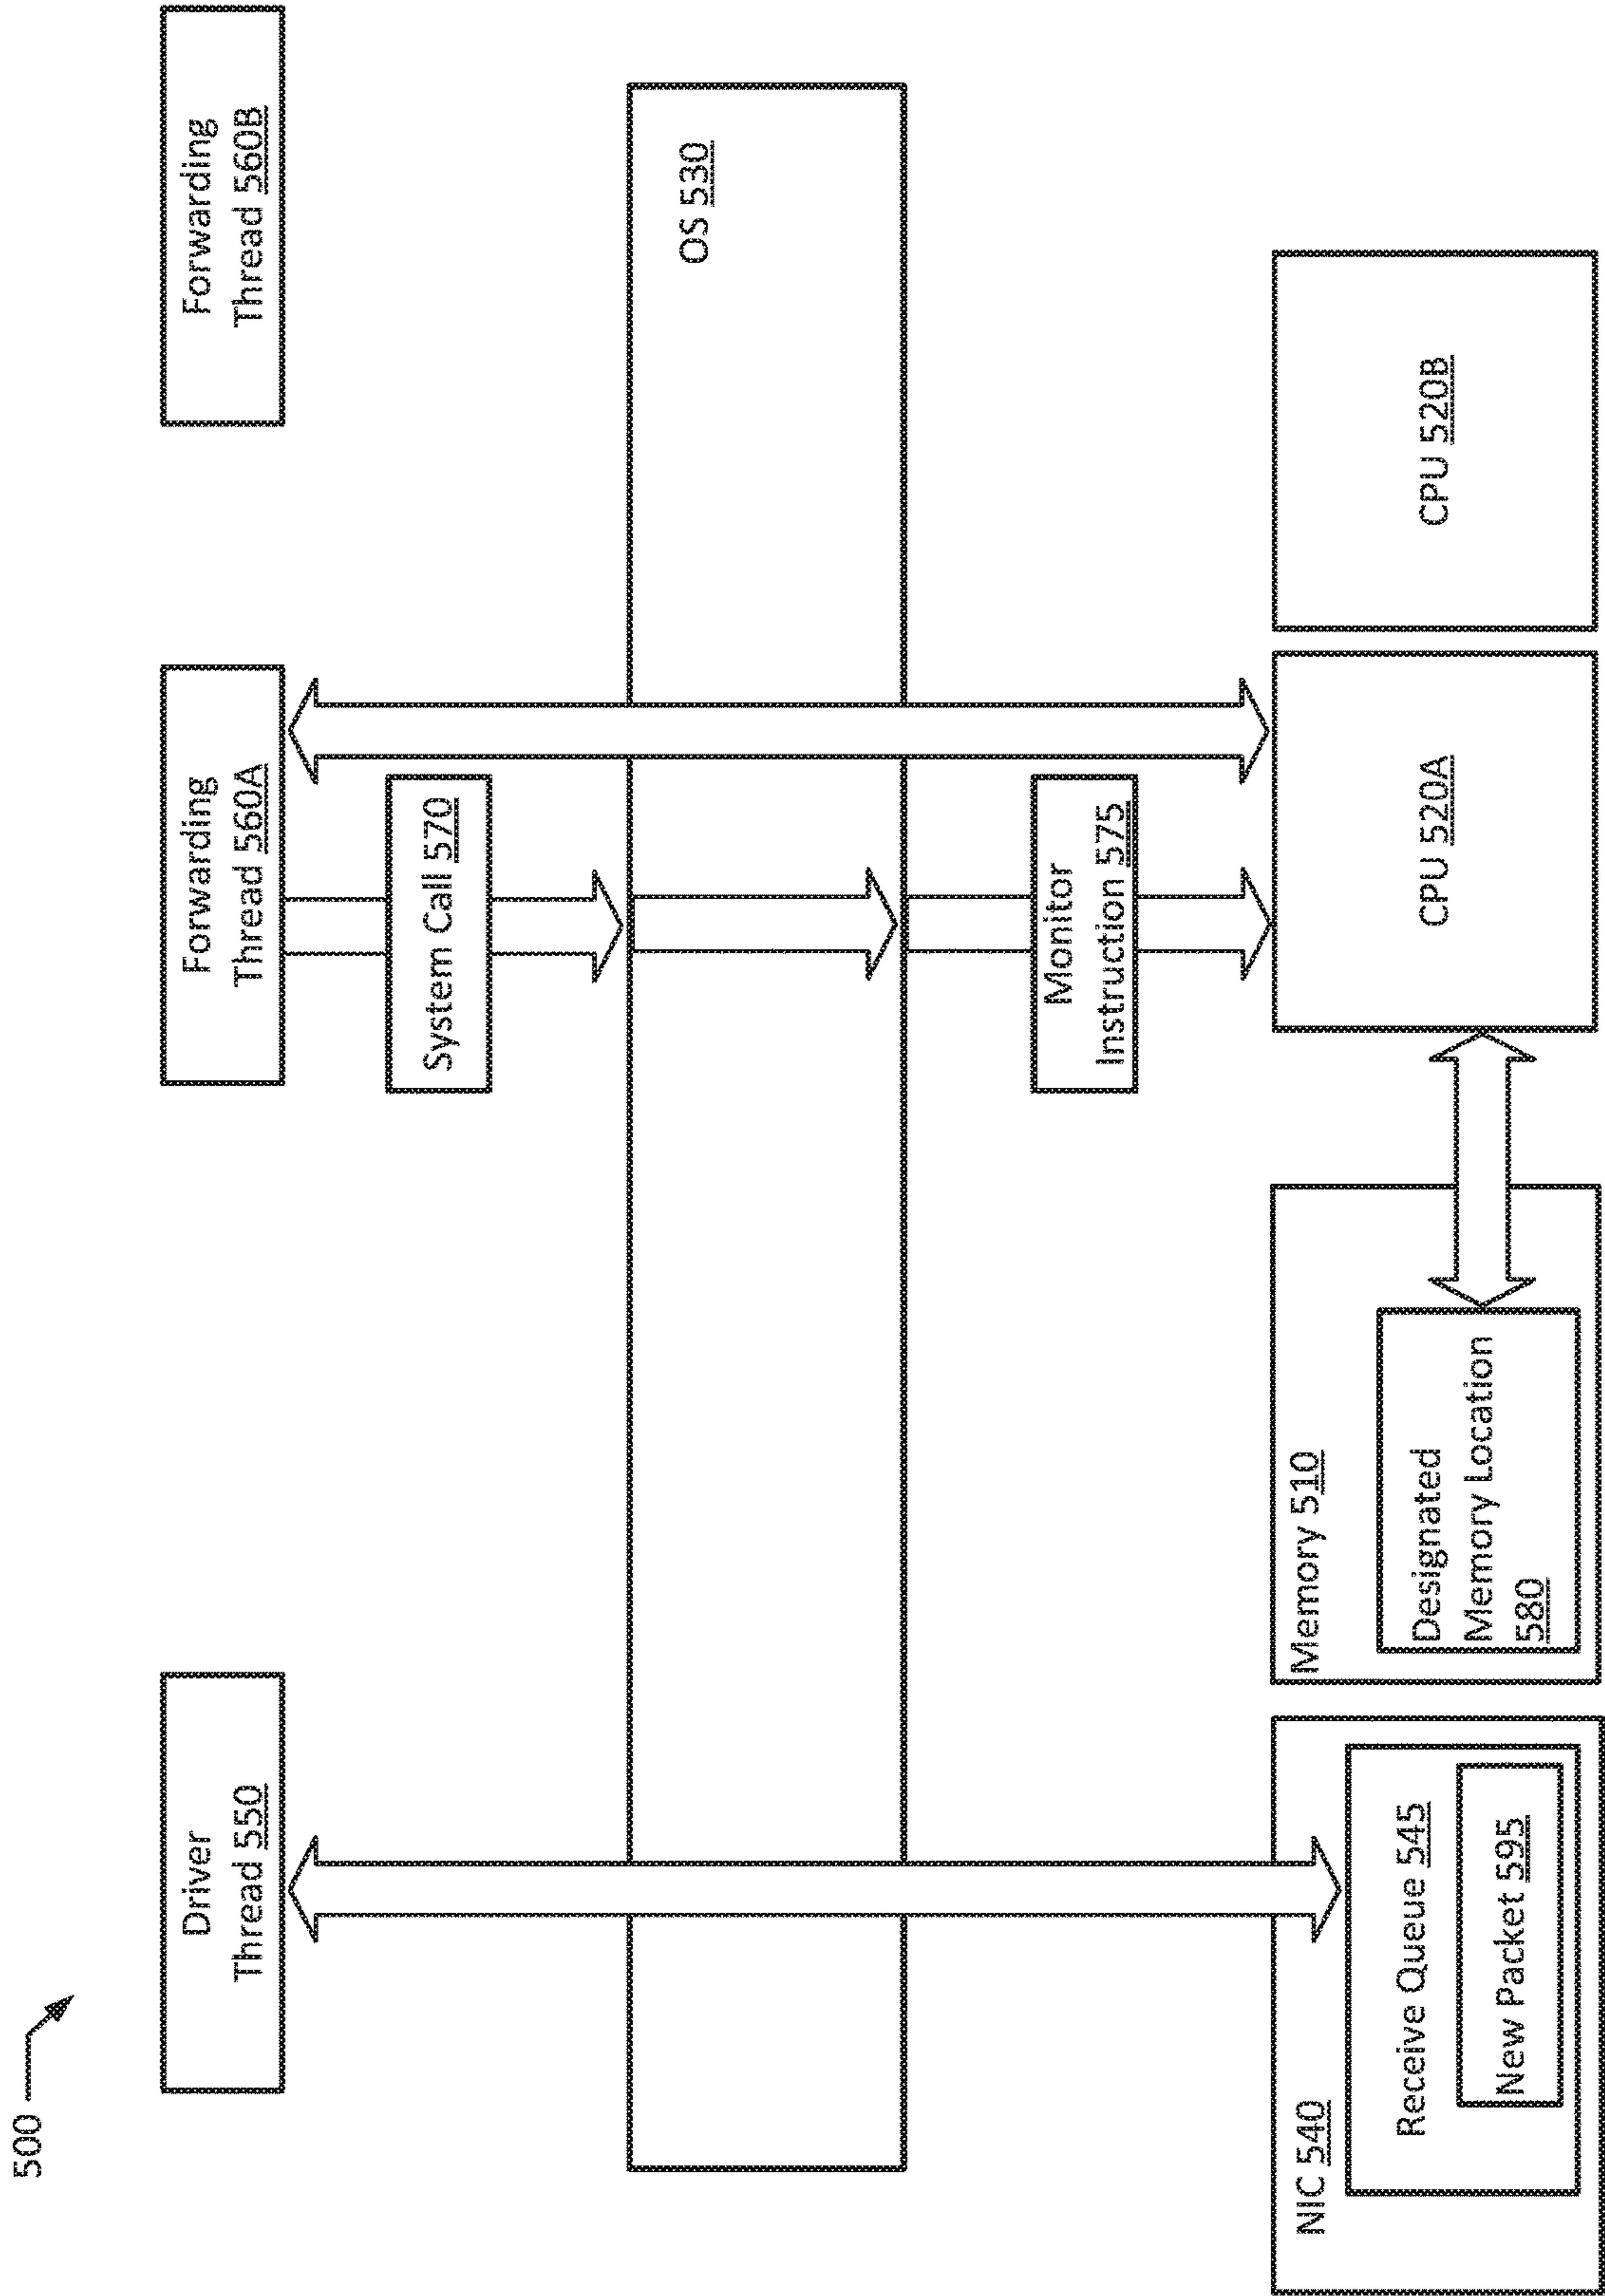 500
Driver
Thread 550
Forwarding
Thread 560A
Forwarding
Thread 560B
System Call 570
OS 530
Monitor
Instruction 575
NIC 540
Receive Queue 545
New Packet 595
Memory 510
Designated
Memory Location
580
CPU 520A
CPU 520B